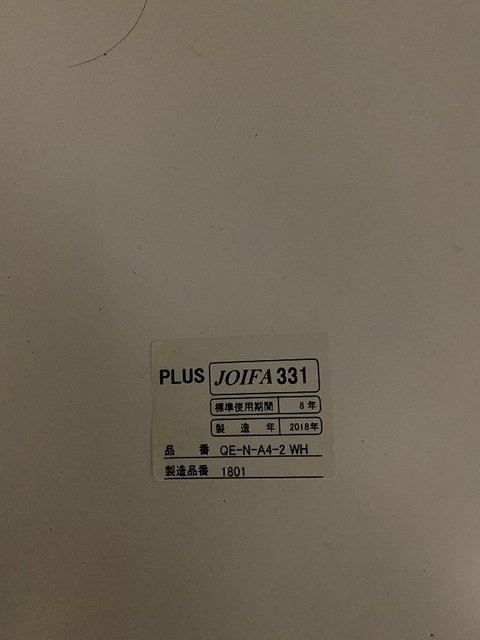 PLUS JOIFA 331
標準使用期間 8年
製造年 2018年
品番 QE-N-A4-2 WH
製造品番 1801